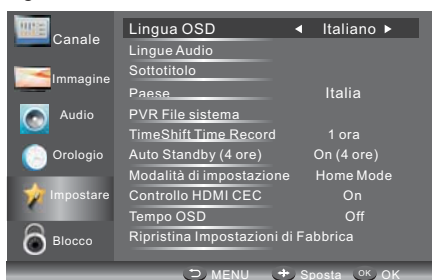 Canale
Immagine
Audio
Orologio
Impostare
Blocco
Lingua OSD Italiano
Lingue Audio
Sottotitolo
Paese Italia
PVR File sistema
TimeShift Time Record 1 ora
Auto Standby (4 ore) On (4 ore)
Modalità di impostazione Home Mode
Controllo HDMI CEC On
Tempo OSD Off
Ripristina Impostazioni di Fabbrica
MENU Sposta OK OK